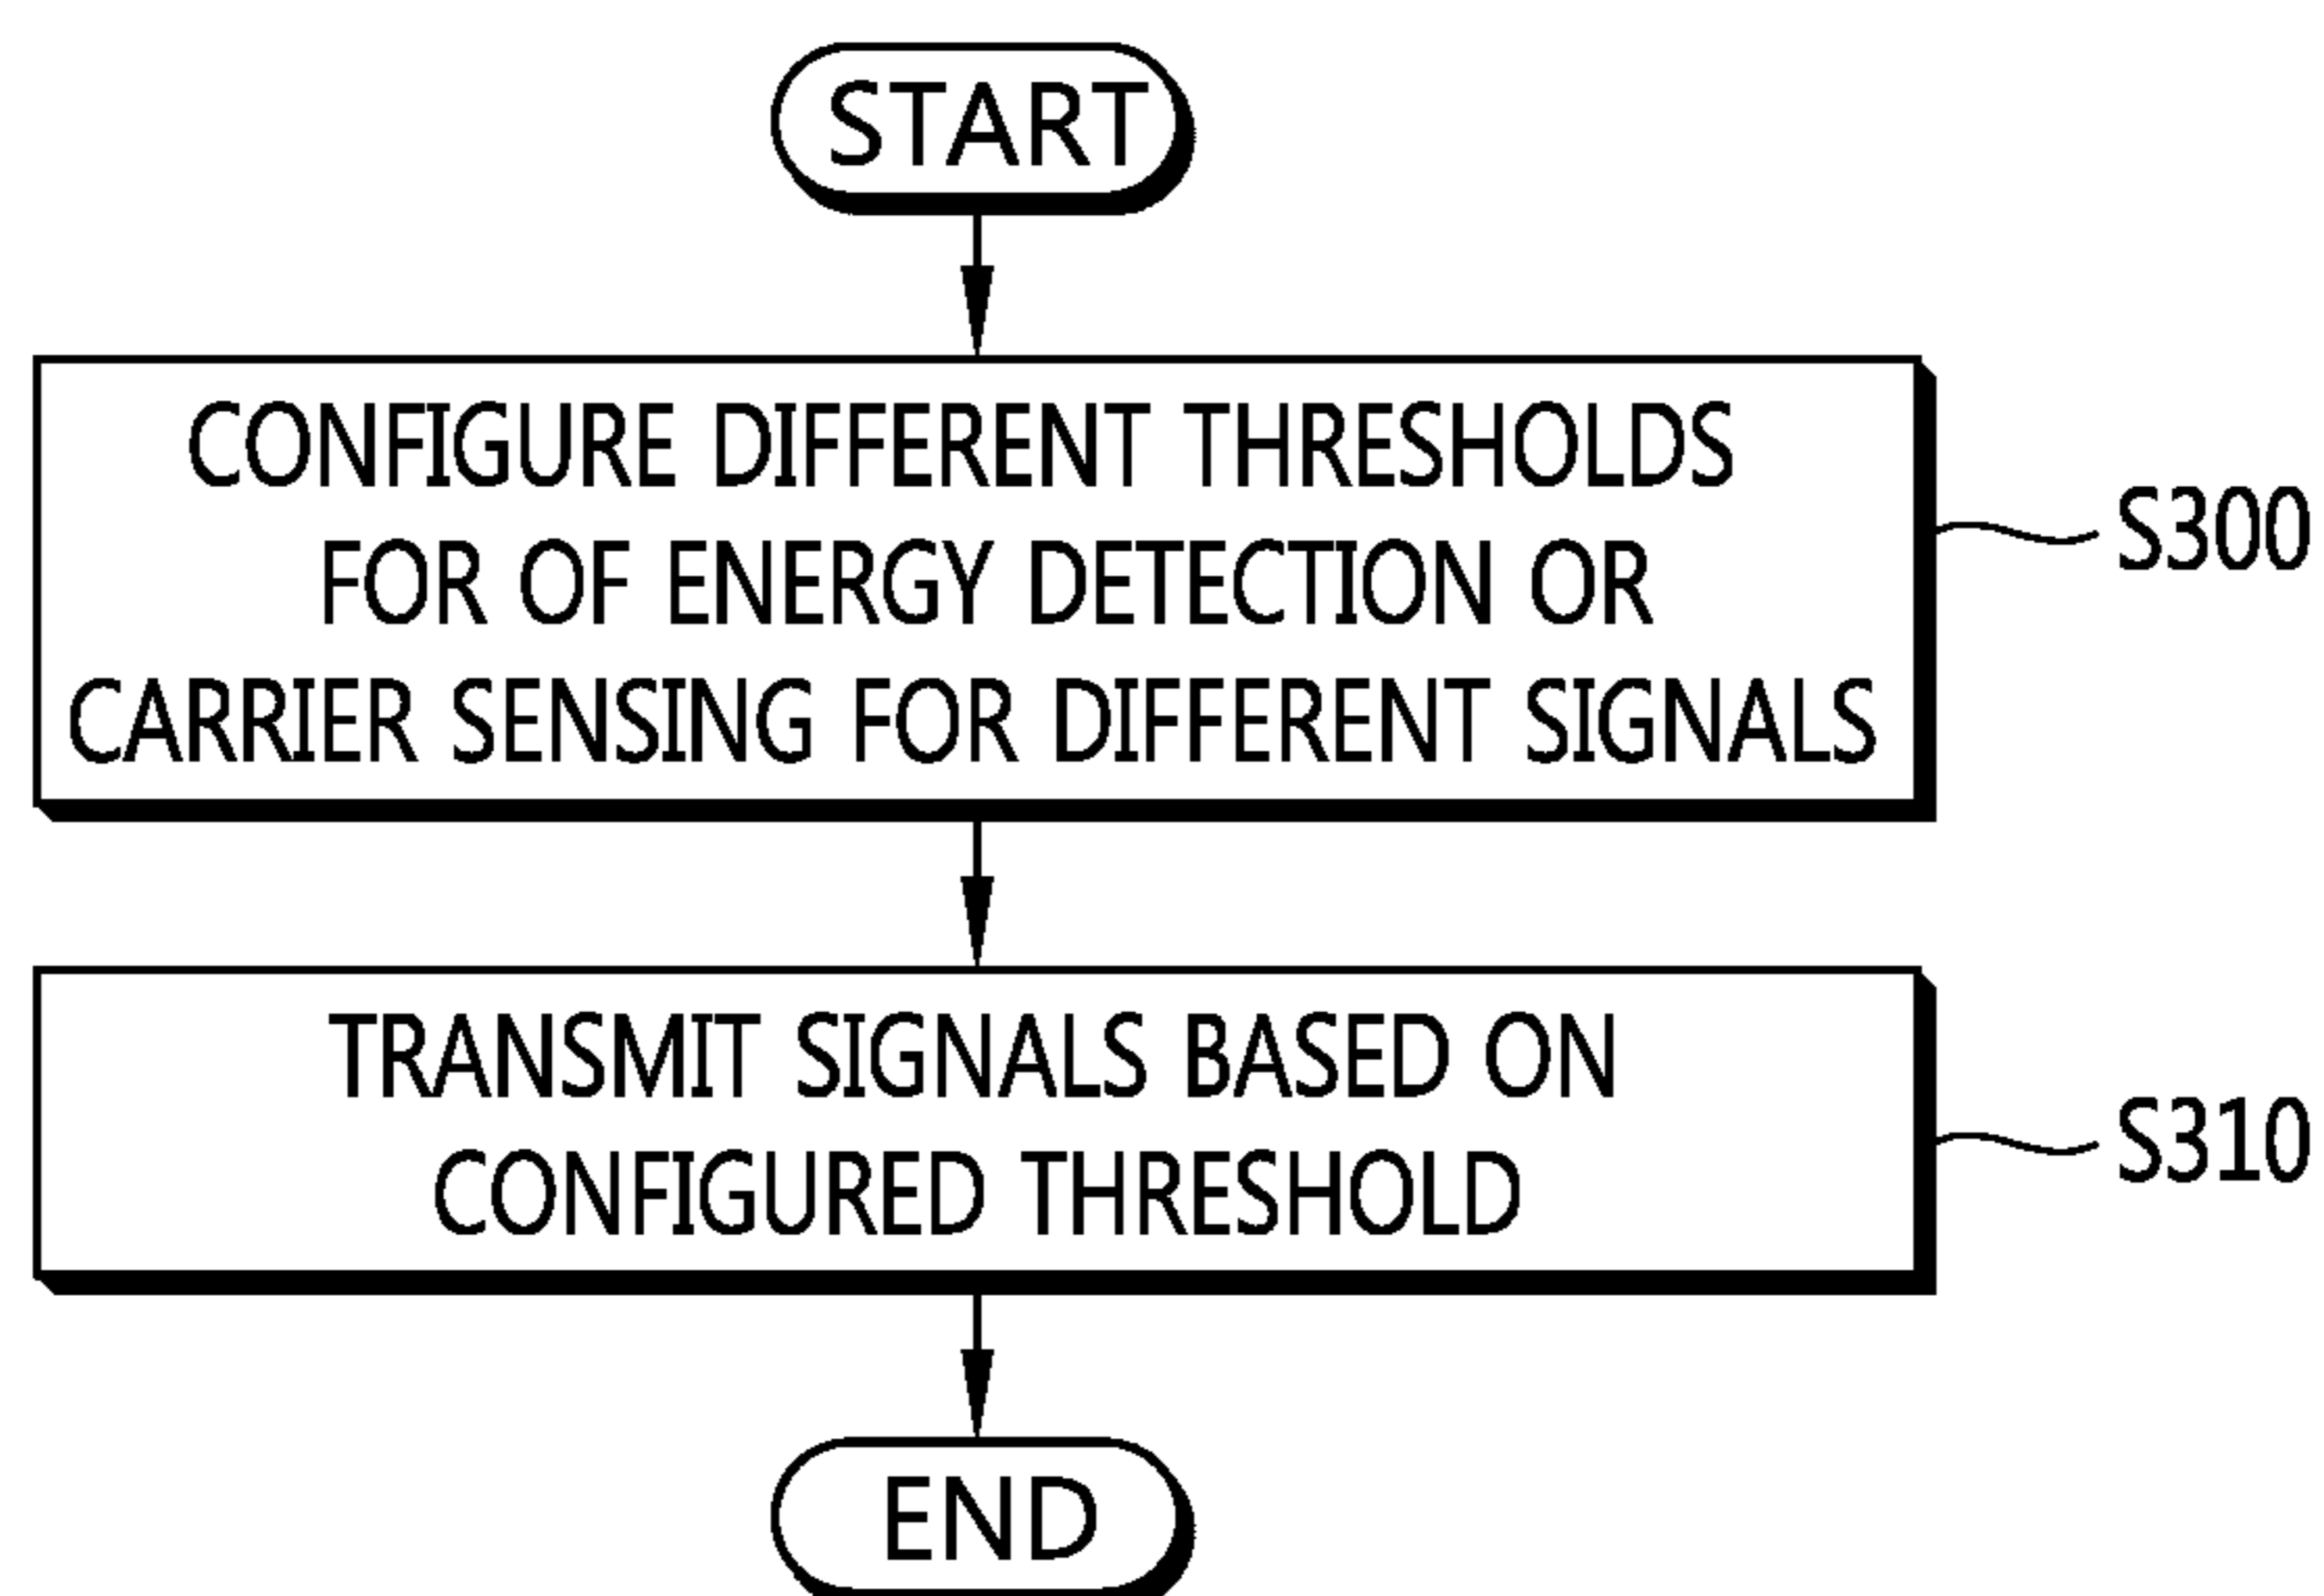 START
CONFIGURE DIFFERENT THRESHOLDS
FOR OF ENERGY DETECTION OR
CARRIER SENSING FOR DIFFERENT SIGNALS
S300
TRANSMIT SIGNALS BASED ON
CONFIGURED THRESHOLD
S310
END